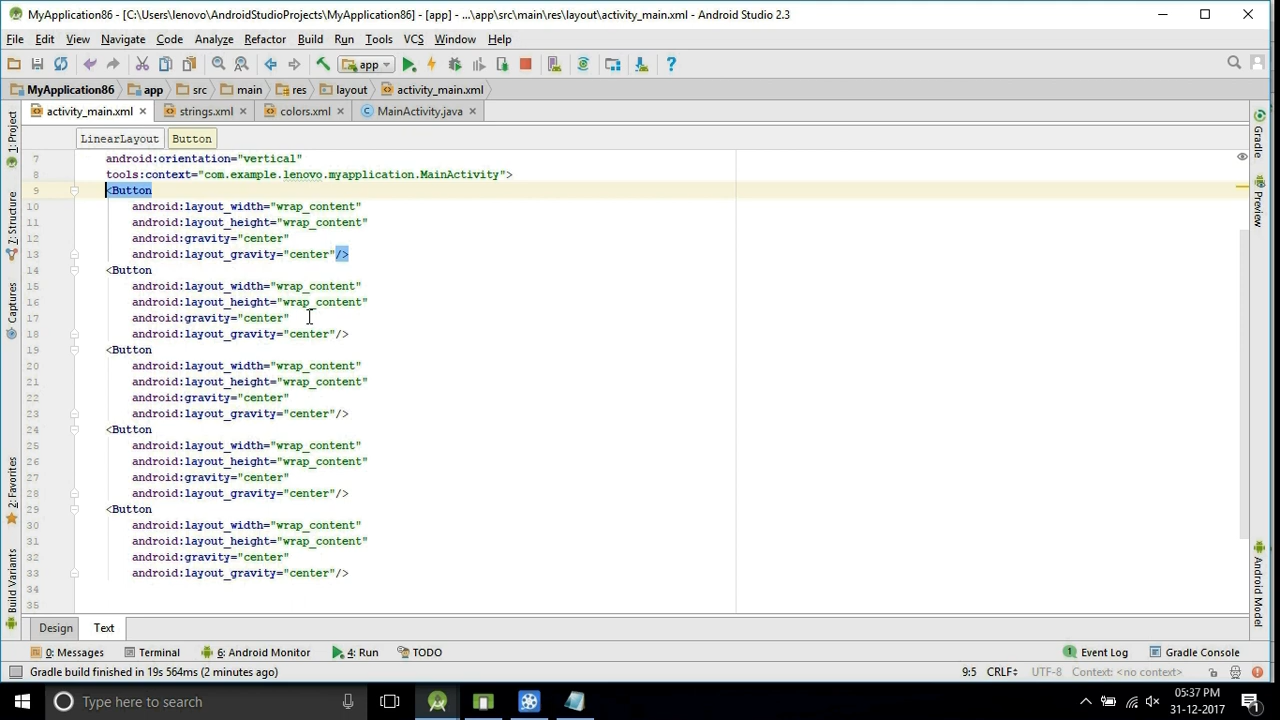 MyApplication86 - [C:\Users\lenovo\AndroidStudioProjects\MyApplication86] - [app] - ...\app\src\main\res\layout\activity_main.xml - Android Studio 2.3
File Edit View Navigate Code Analyze Refactor Build Run Tools VCS Window Help
app
MyApplication86 app src main res layout activity_main.xml
activity_main.xml strings.xml colors.xml MainActivity.java
1: Project
7: Structure
Captures
2: Favorites
Build Variants
LinearLayout Button
7 android:orientation="vertical"
8 tools:context="com.example.lenovo.myapplication.MainActivity">
9 <Button
10 android:layout_width="wrap_content"
11 android:layout_height="wrap_content"
12 android:gravity="center"
13 android:layout_gravity="center"/>
14 <Button
15 android:layout_width="wrap_content"
16 android:layout_height="wrap_content"
17 android:gravity="center"
18 android:layout_gravity="center"/>
19 <Button
20 android:layout_width="wrap_content"
21 android:layout_height="wrap_content"
22 android:gravity="center"
23 android:layout_gravity="center"/>
24 <Button
25 android:layout_width="wrap_content"
26 android:layout_height="wrap_content"
27 android:gravity="center"
28 android:layout_gravity="center"/>
29 <Button
30 android:layout_width="wrap_content"
31 android:layout_height="wrap_content"
32 android:gravity="center"
33 android:layout_gravity="center"/>
34
35
Gradle
Preview
Android Model
Design Text
0: Messages Terminal 6: Android Monitor 4: Run TODO 1 Event Log Gradle Console
Gradle build finished in 19s 564ms (2 minutes ago) 9:5 CRLF÷ UTF-8 Context: <no context>
Type here to search
05:37 PM
31-12-2017
1